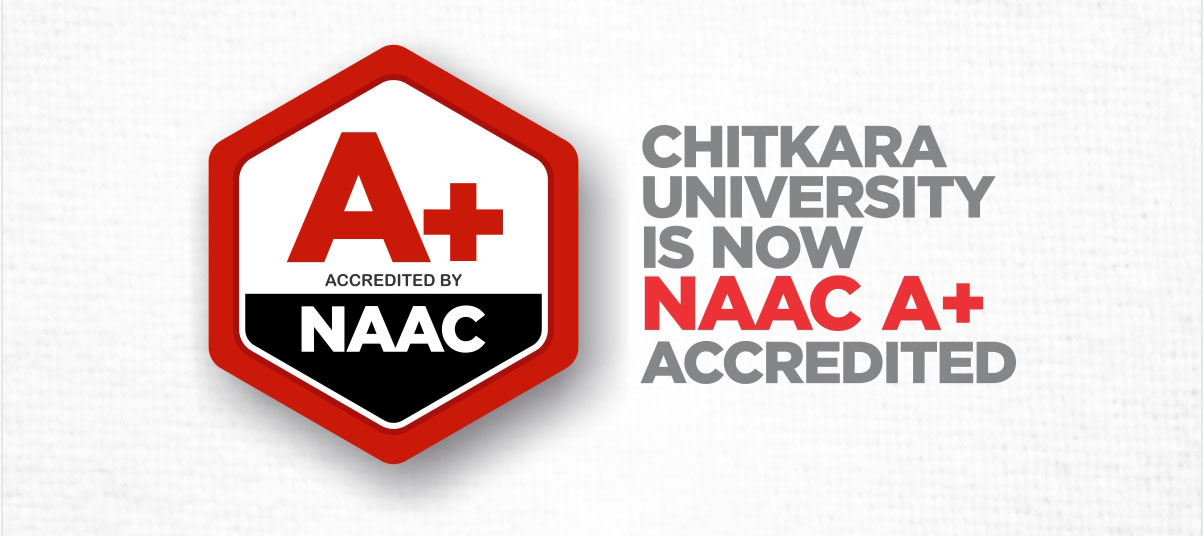 A+
ACCREDITED BY
NAAC
CHITKARA
UNIVERSITY
IS NOW
NAAC A+
ACCREDITED